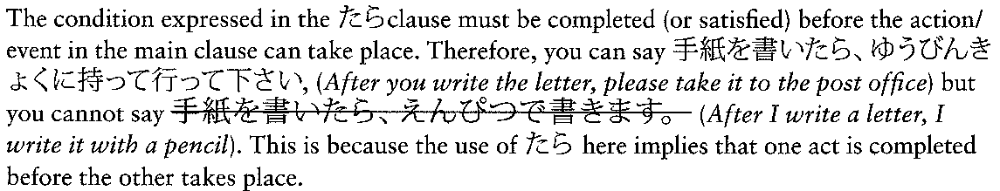 The condition expressed in the たらclause must be completed (or satisfied) before the action/
event in the main clause can take place. Therefore, you can say 手紙を書いたら、ゆうびんき
ょくに持って行って下さい, (After you write the letter, please take it to the post office) but
you cannot say 手紙を書いたら、えんぴつで書きます。 (After I write a letter, I
write it with a pencil). This is because the use of たら here implies that one act is completed
before the other takes place.